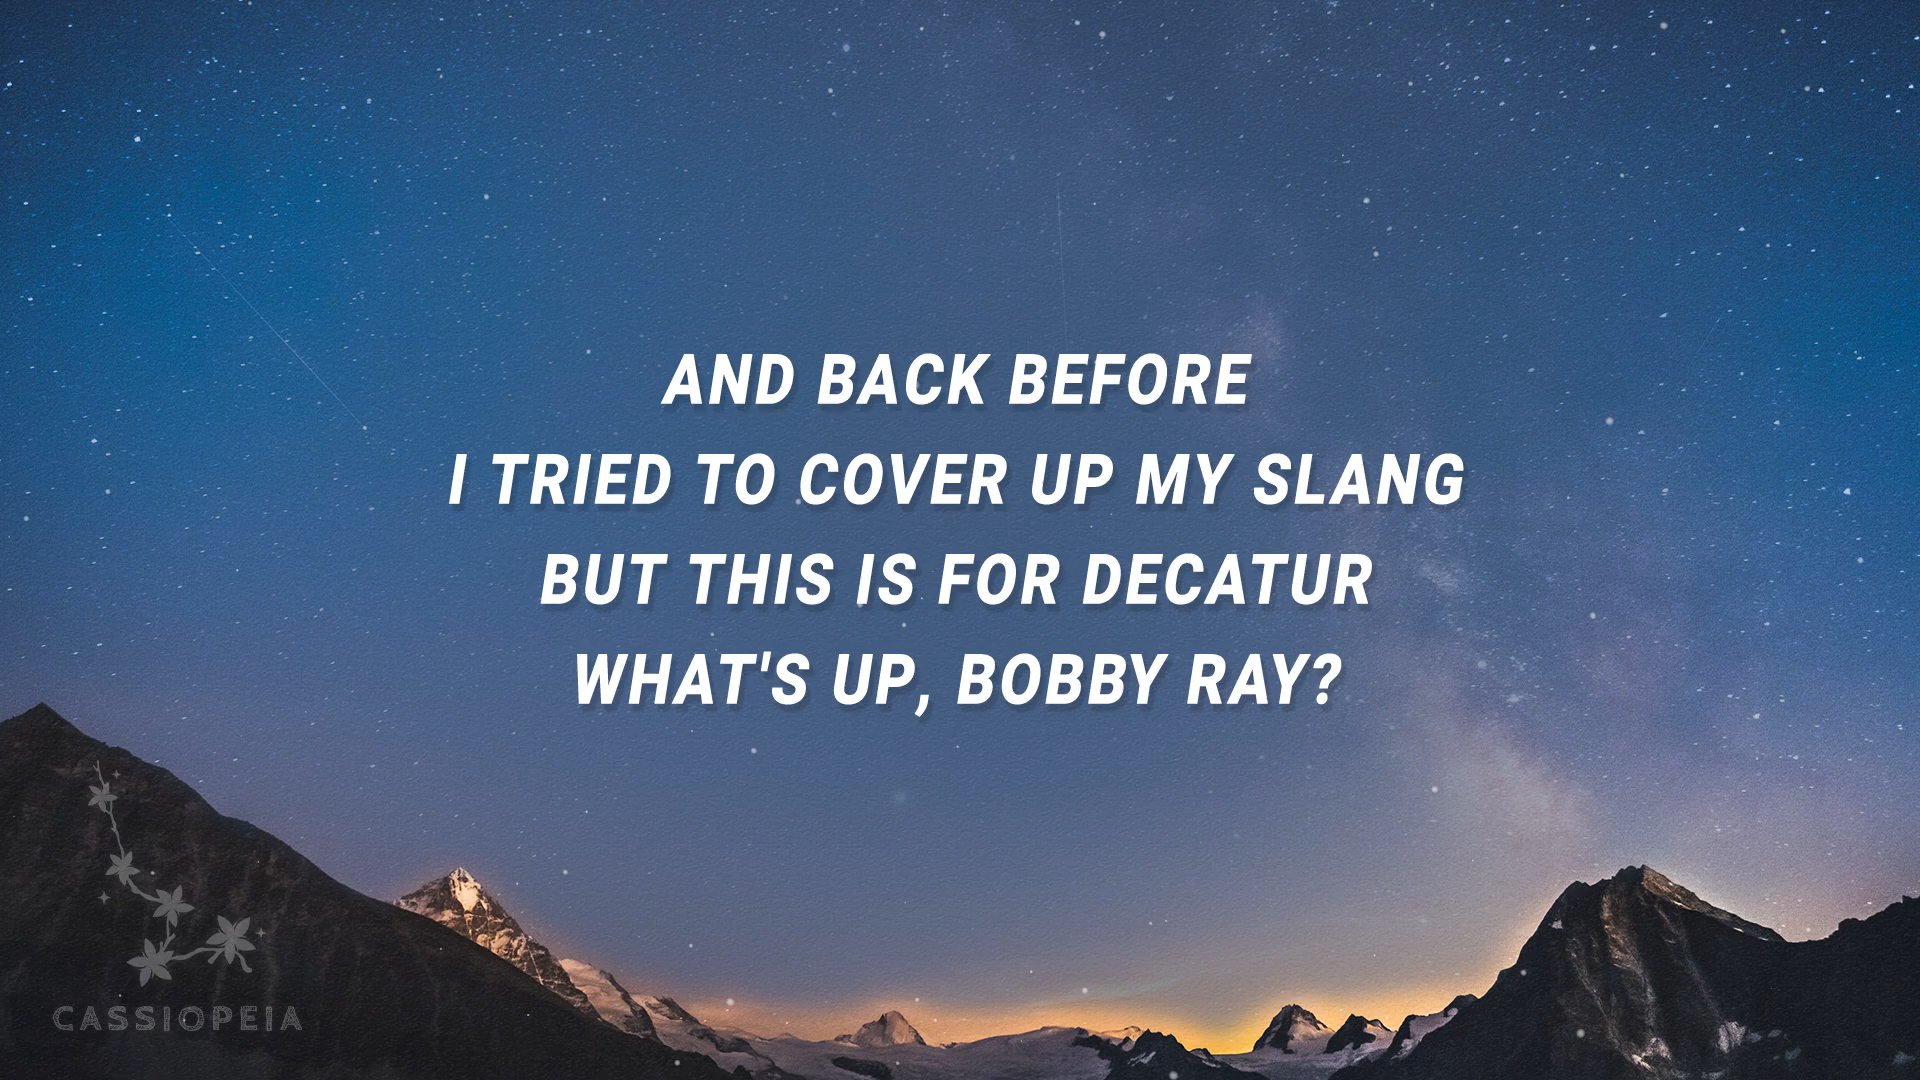 AND BACK BEFORE
I TRIED TO COVER UP MY SLANG
BUT THIS IS FOR DECATUR
WHAT'S UP, BOBBY RAY?
CASSIOPEIA